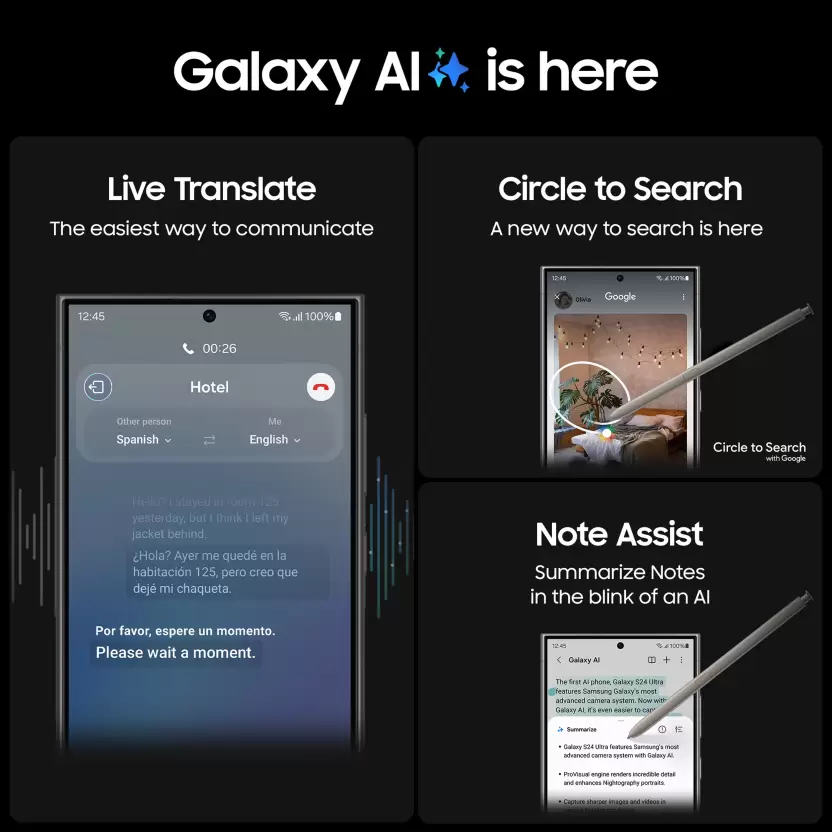 Galaxy AI is here
Live Translate
The easiest way to communicate
12:45
100%
00:26
Hotel
Other person
Me
Spanish
English
Hello? I stayed in room 125
yesterday, but I think I left my
jacket behind.
¿Hola? Ayer me quedé en la
habitación 125, pero creo que
dejé mi chaqueta.
Por favor, espere un momento.
Please wait a moment.
Circle to Search
A new way to search is here
12:45
100%
Olivia
Google
Circle to Search
with Google
Note Assist
Summarize Notes
in the blink of an AI
12:45
100%
Galaxy AI
The first AI phone, Galaxy S24 Ultra
features Samsung Galaxy's most
advanced camera system. Now with
Galaxy AI, it's even easier to
Summarize
• Galaxy S24 Ultra features Samsung's most
advanced camera system with Galaxy AI.
• ProVisual engine renders incredible detail
and enhances Nightography portraits.
• Capture sharper images and videos in